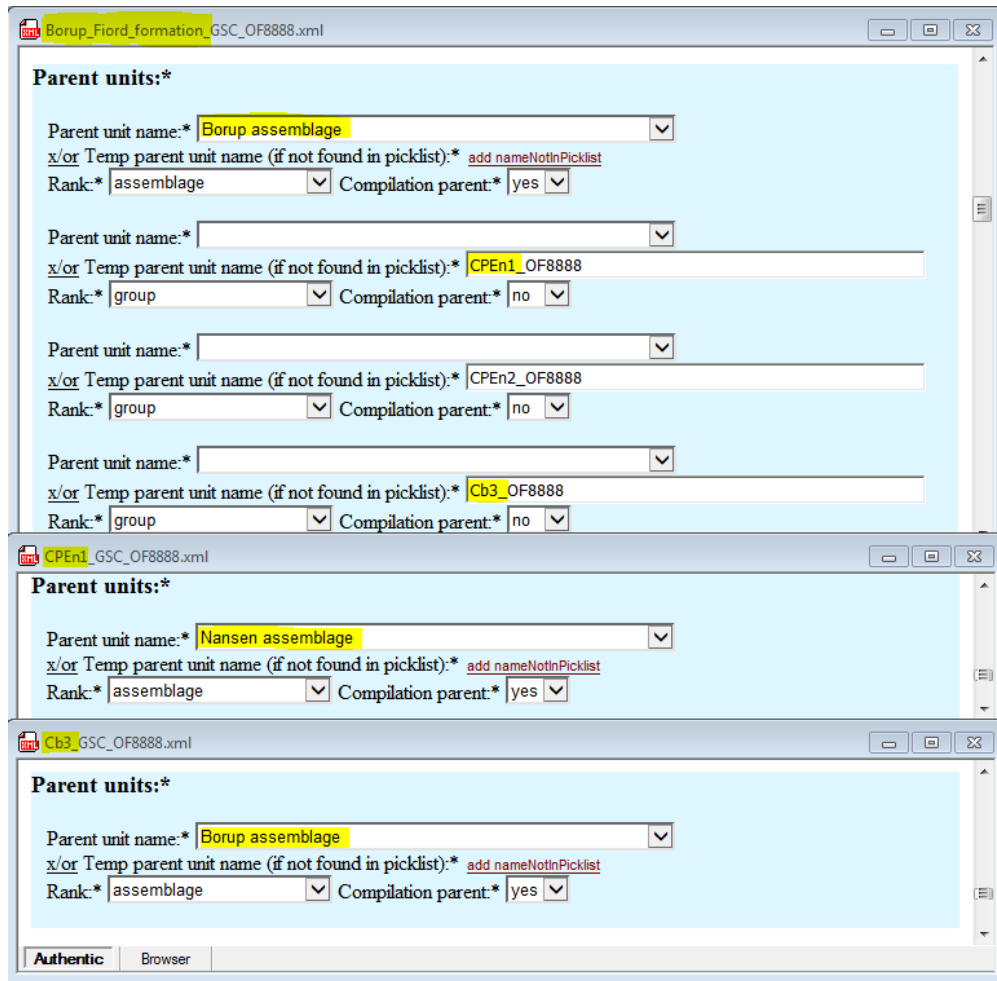 Borup_Fiord_formation_GSC_OF8888.xml
Parent units:*
Parent unit name:* Borup assemblage
x/or Temp parent unit name (if not found in picklist):* add nameNotInPicklist
Rank:* assemblage Compilation parent:* yes
Parent unit name:*
x/or Temp parent unit name (if not found in picklist):* CPEn1_OF8888
Rank:* group Compilation parent:* no
Parent unit name:*
x/or Temp parent unit name (if not found in picklist):* CPEn2_OF8888
Rank:* group Compilation parent:* no
Parent unit name:*
x/or Temp parent unit name (if not found in picklist):* Cb3_OF8888
Rank:* group Compilation parent:* no
CPEn1_GSC_OF8888.xml
Parent units:*
Parent unit name:* Nansen assemblage
x/or Temp parent unit name (if not found in picklist):* add nameNotInPicklist
Rank:* assemblage Compilation parent:* yes
Cb3_GSC_OF8888.xml
Parent units:*
Parent unit name:* Borup assemblage
x/or Temp parent unit name (if not found in picklist):* add nameNotInPicklist
Rank:* assemblage Compilation parent:* yes
Authentic Browser